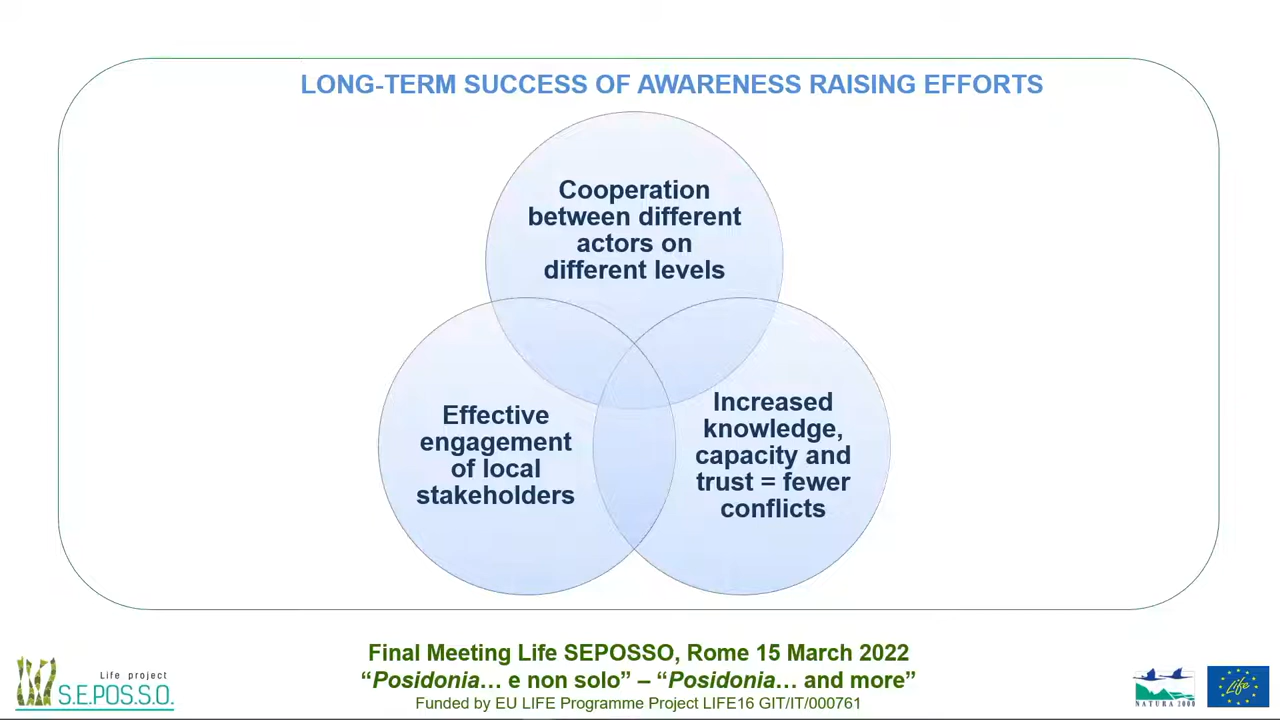 LONG-TERM SUCCESS OF AWARENESS RAISING EFFORTS
Cooperation
between different
actors on
different levels
Effective
engagement
of local
stakeholders
Increased
knowledge,
capacity and
trust = fewer
conflicts
Final Meeting Life SEPOSSO, Rome 15 March 2022
“Posidonia… e non solo” – “Posidonia… and more”
Funded by EU LIFE Programme Project LIFE16 GIT/IT/000761
Life project
S.E.POS.S.O.
NATURA 2000
Life